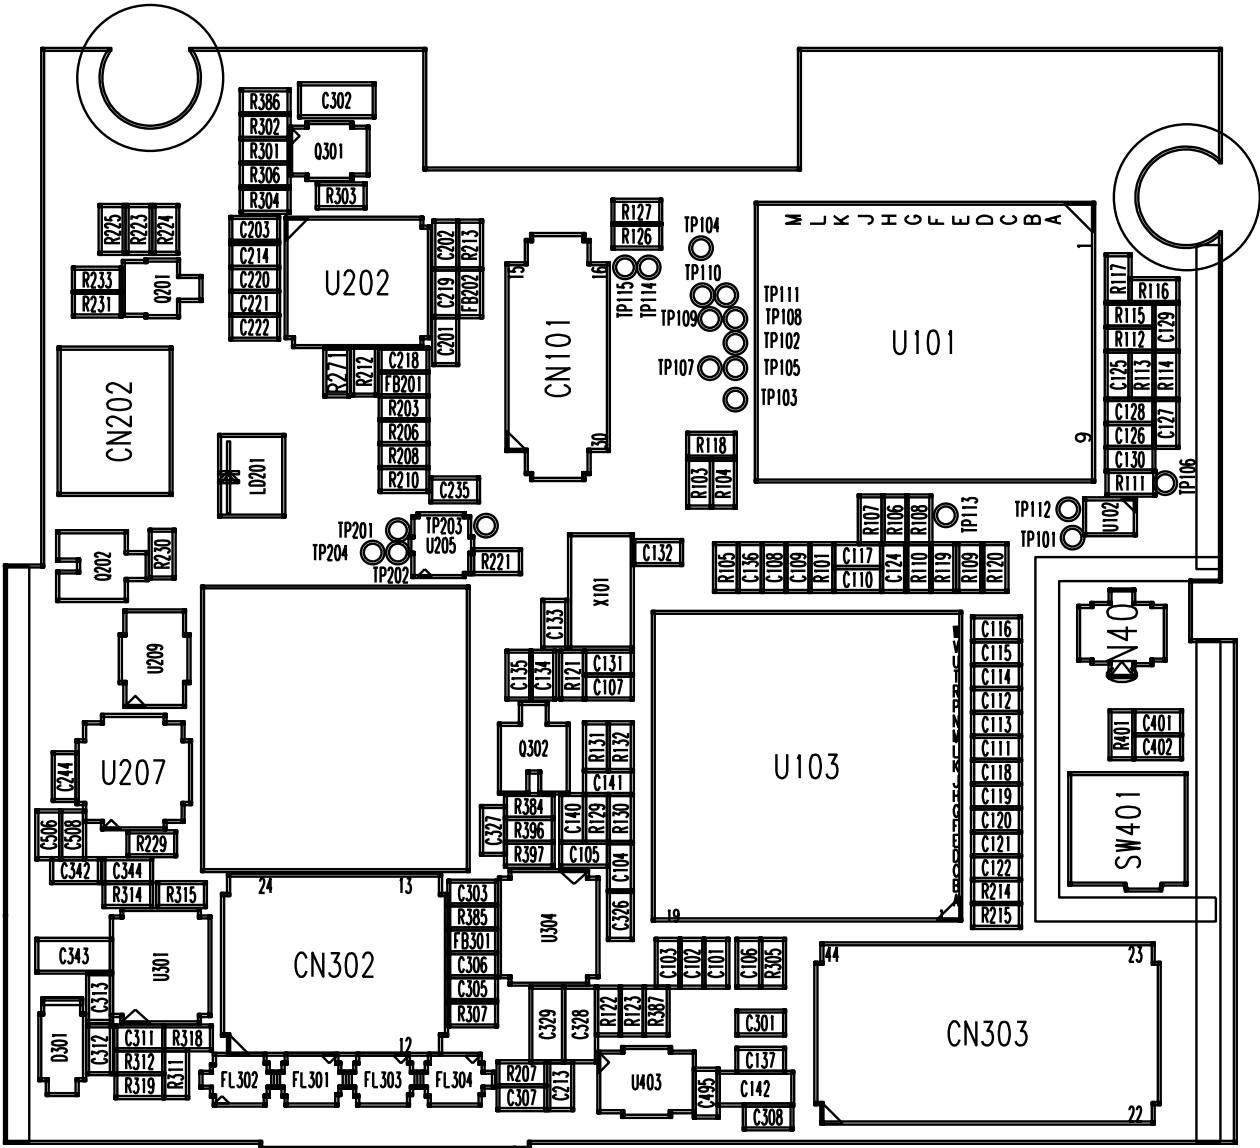 R386
C302
R302
R301
Q301
R306
R304
R303
R225
R223
R224
C203
C214
C220
C221
C222
U202
C202
R213
C219
FB202
C201
R233
R231
Q201
R271
R212
C218
FB201
R203
R206
R208
R210
C235
CN202
LD201
15
16
CN101
30
R127
R126
TP104
TP110
TP115
TP114
TP111
TP109
TP108
TP102
TP107
TP105
TP103
M L K J H G F E D C B A
1
U101
9
R117
R116
R115
C129
R112
C125
R113
R114
C128
C127
C126
C130
R111
TP106
R118
R103
R104
TP112
U102
TP101
R107
R106
R108
TP113
TP201
TP203
TP204
U205
TP202
R221
Q202
R230
X101
C132
C133
R105
C136
C108
C109
R101
C117
C110
C124
R110
R119
R109
R120
U209
C135
C134
R121
C131
C107
C116
C115
C114
C112
C113
C111
C118
C119
C120
C121
C122
R214
R215
N40
R401
C401
C402
SW401
U103
19
1
U207
C244
C506
C508
R229
C342
C344
R314
R315
Q302
R131
R132
C141
C327
R384
R396
R397
C140
R129
R130
C105
C104
C326
24
13
CN302
12
C303
R385
FB301
C306
C305
R307
U304
C343
U301
C313
D301
C312
C311
R318
R312
R319
R311
FL302
FL301
FL303
FL304
C329
C328
R122
R123
R387
C103
C102
C101
C106
R305
C301
C137
C142
C308
R207
C307
C213
U403
C495
44
23
CN303
22